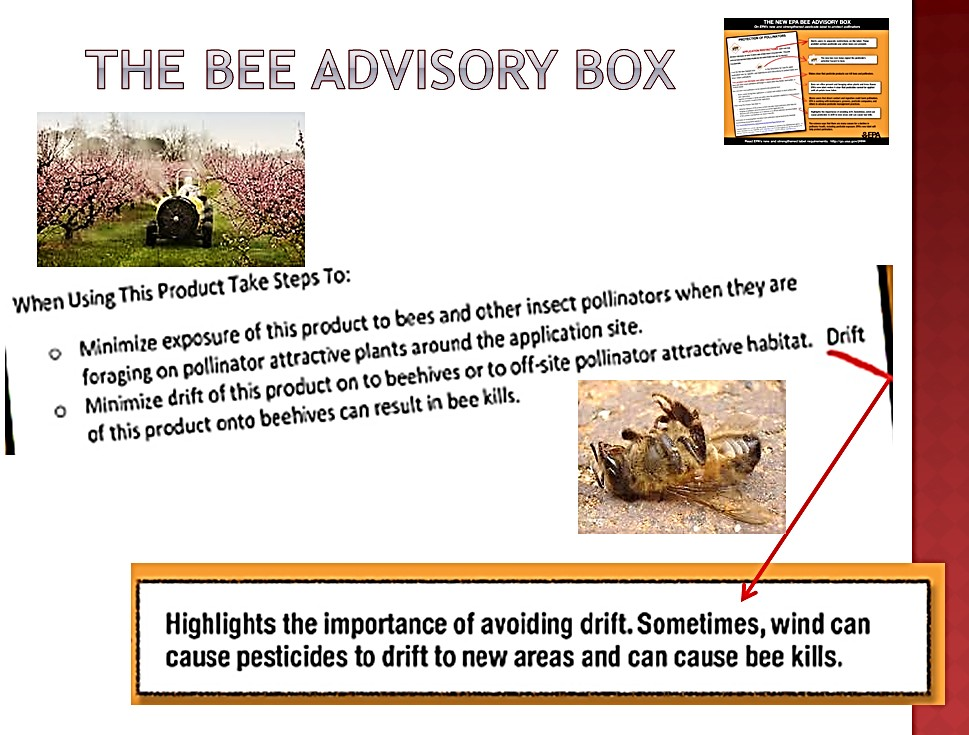 THE BEE ADVISORY BOX
THE NEW EPA BEE ADVISORY BOX
PROTECTION OF POLLINATORS
EPA
When Using This Product Take Steps To:
Minimize exposure of this product to bees and other insect pollinators when they are
foraging on pollinator attractive plants around the application site.
Minimize drift of this product on to beehives or to off-site pollinator attractive habitat. Drift
of this product onto beehives can result in bee kills.
Highlights the importance of avoiding drift. Sometimes, wind can
cause pesticides to drift to new areas and can cause bee kills.